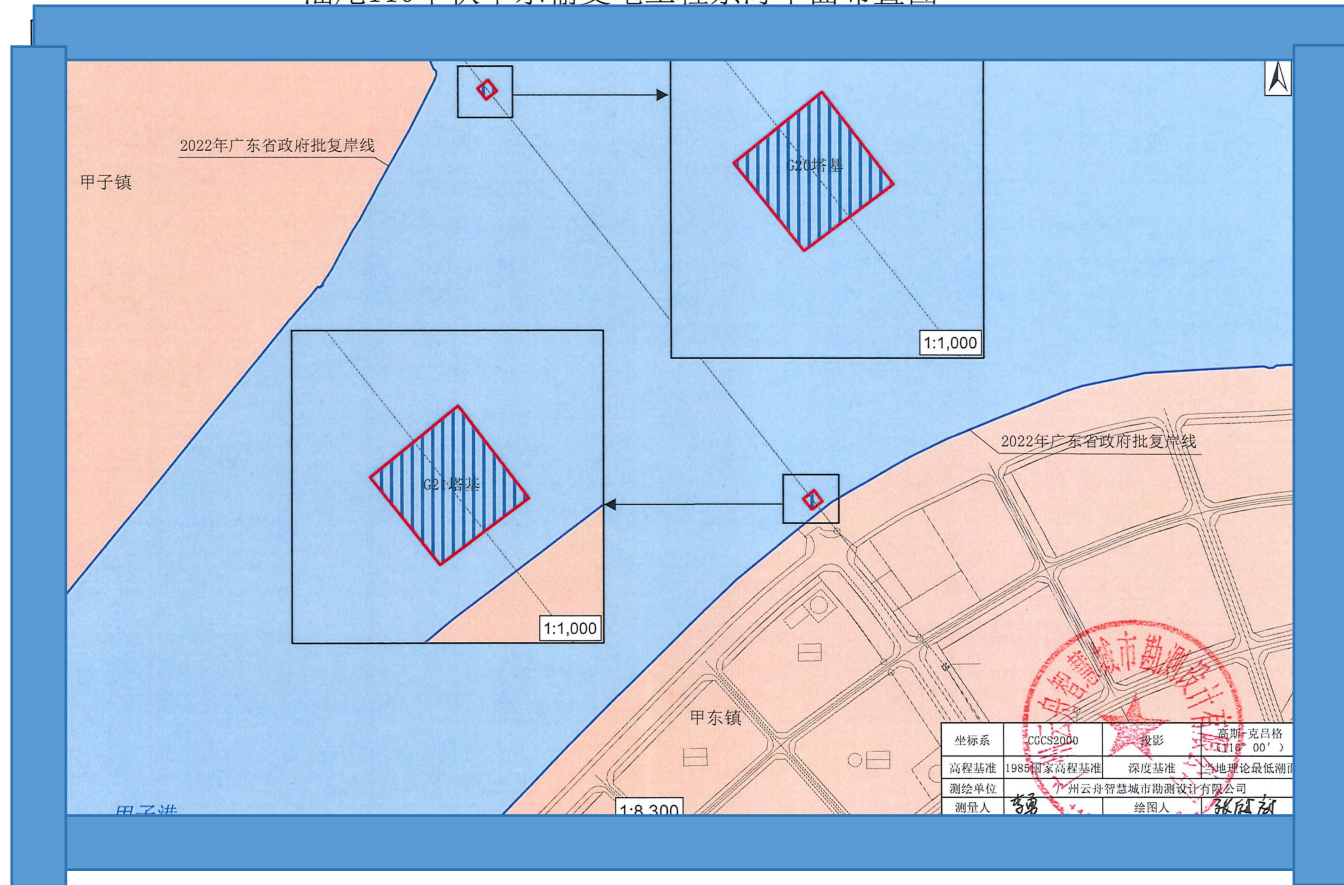 2022年广东省政府批复岸线
甲子镇
G20塔基
1:1,000
2022年广东省政府批复岸线
G21塔基
1:1,000
甲东镇
坐标系 CGCS2000 投影 高斯-克吕格
(116° 00′ )
高程基准 1985国家高程基准 深度基准 当地理论最低潮面
测绘单位 广州云舟智慧城市勘测设计有限公司
测量人 绘图人
甲子港
1:8,300